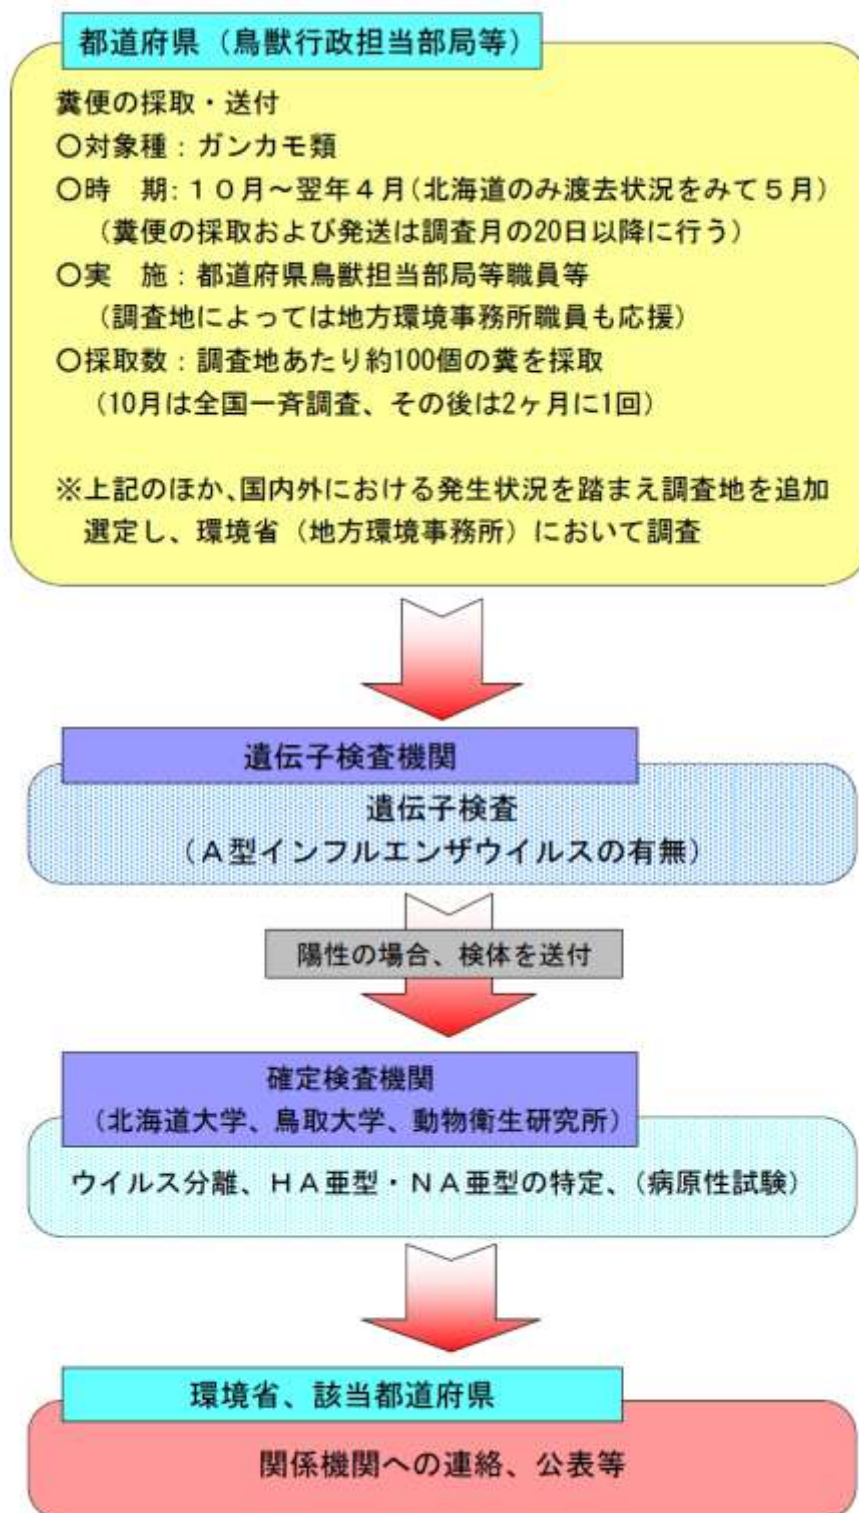 都道府県（鳥獣行政担当部局等）
糞便の採取・送付
○対象種：ガンカモ類
○時　期：１０月～翌年４月（北海道のみ渡去状況をみて５月）
（糞便の採取および発送は調査月の20日以降に行う）
○実　施：都道府県鳥獣担当部局等職員等
（調査地によっては地方環境事務所職員も応援）
○採取数：調査地あたり約100個の糞を採取
（10月は全国一斉調査、その後は2ヶ月に1回）
※上記のほか、国内外における発生状況を踏まえ調査地を追加
選定し、環境省（地方環境事務所）において調査
遺伝子検査機関
遺伝子検査
（Ａ型インフルエンザウイルスの有無）
陽性の場合、検体を送付
確定検査機関
（北海道大学、鳥取大学、動物衛生研究所）
ウイルス分離、ＨＡ亜型・ＮＡ亜型の特定、（病原性試験）
環境省、該当都道府県
関係機関への連絡、公表等